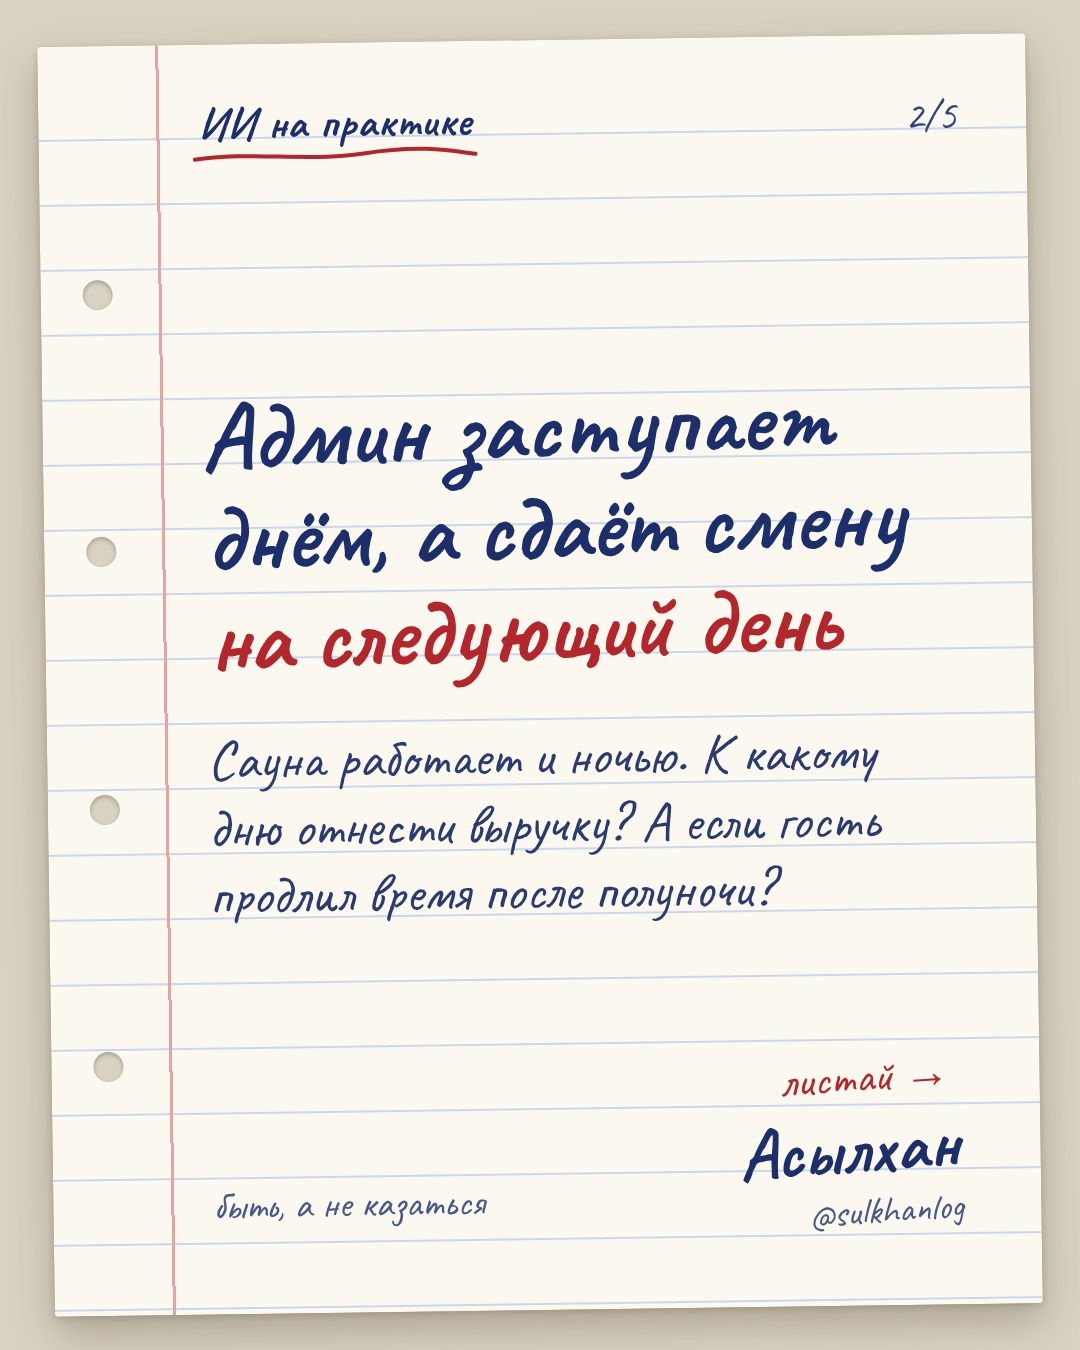 ИИ на практике
2/5
Админ заступает
днём, а сдаёт смену
на следующий день
Сауна работает и ночью. К какому
дню отнести выручку? А если гость
продлил время после полуночи?
листай →
Асылхан
быть, а не казаться
@sulkhanlog